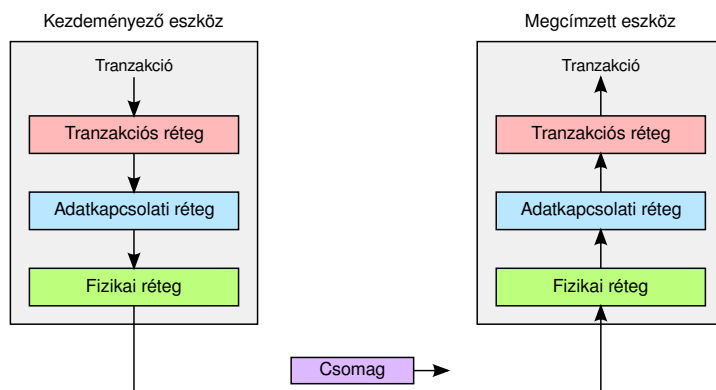 Kezdeményező eszköz
Tranzakció
Tranzakciós réteg
Adatkapcsolati réteg
Fizikai réteg
Megcímzett eszköz
Tranzakció
Tranzakciós réteg
Adatkapcsolati réteg
Fizikai réteg
Csomag